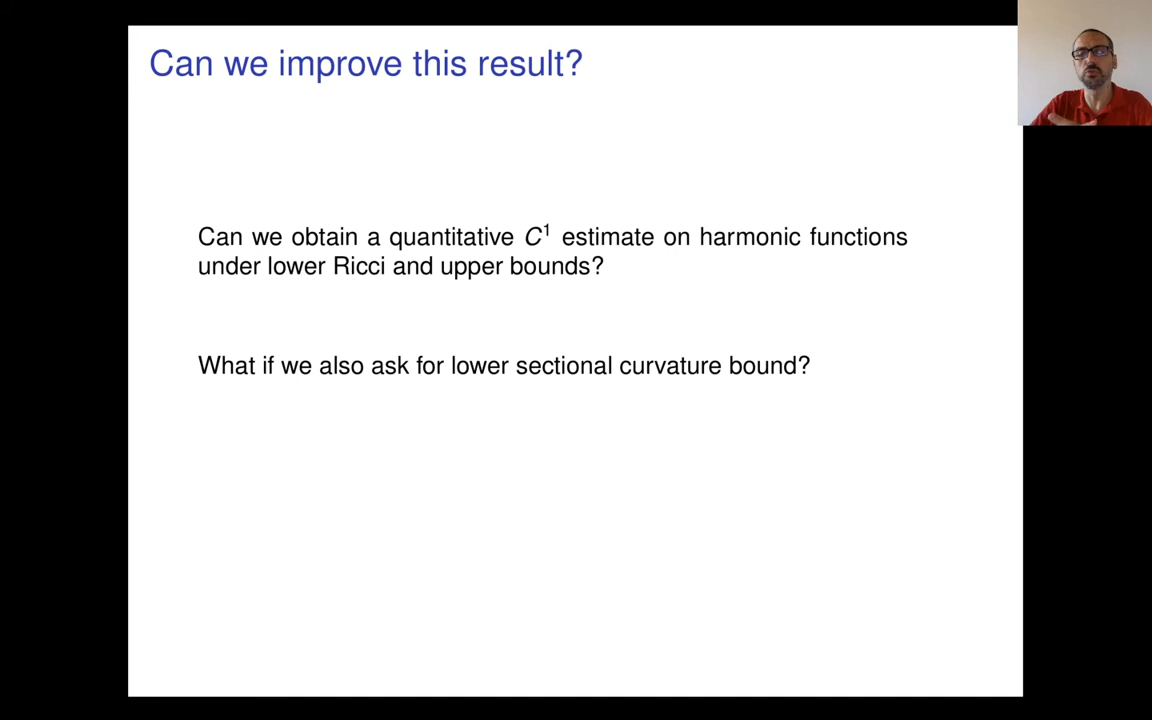 Can we improve this result?
Can we obtain a quantitative C¹ estimate on harmonic functions
under lower Ricci and upper bounds?
What if we also ask for lower sectional curvature bound?